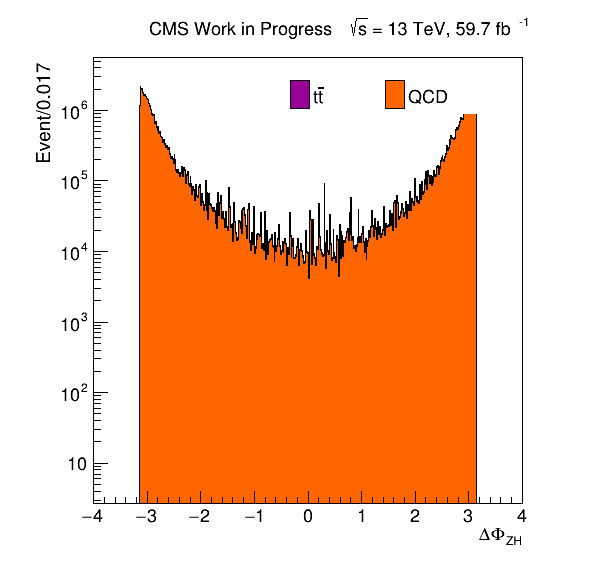 CMS Work in Progress √s = 13 TeV, 59.7 fb⁻¹
Event/0.017
tt̄ QCD
10⁶
10⁵
10⁴
10³
10²
10
−4 −3 −2 −1 0 1 2 3 4
ΔΦ_ZH